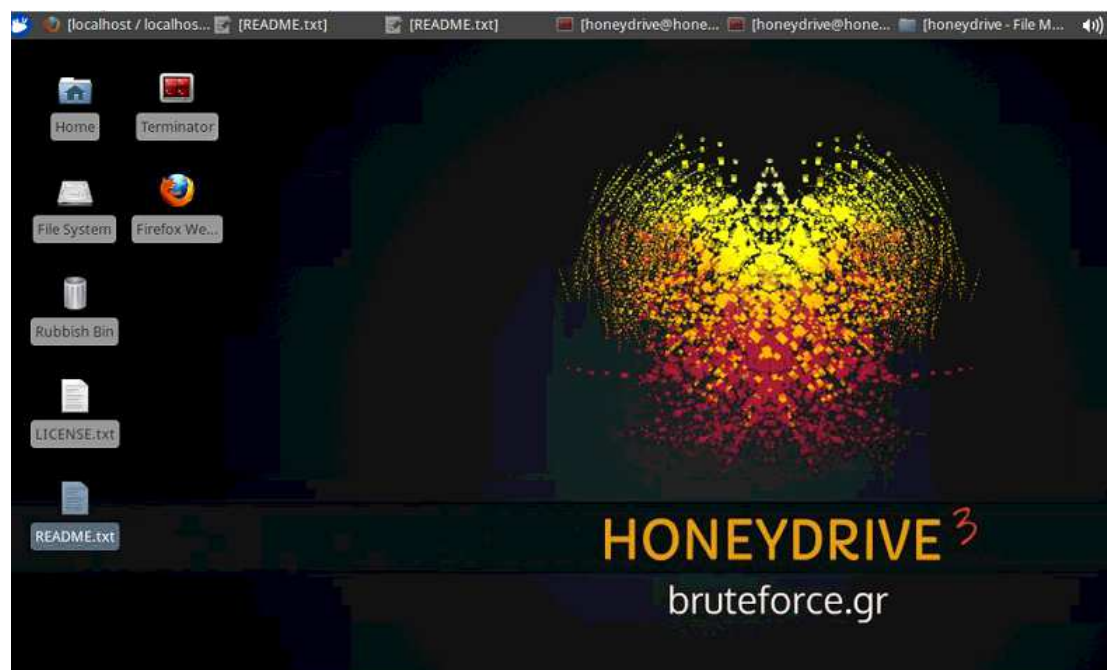 [localhost / localhos... [README.txt] [README.txt] [honeydrive@hone... [honeydrive@hone... [honeydrive - File M...
Home Terminator
File System Firefox We...
Rubbish Bin
LICENSE.txt
README.txt
HONEYDRIVE 3
bruteforce.gr